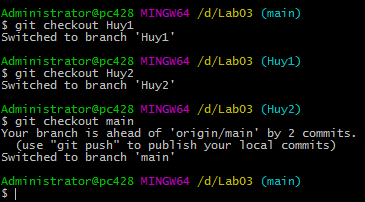 Administrator@pc428 MINGW64 /d/Lab03 (main)
$ git checkout Huy1
Switched to branch 'Huy1'
Administrator@pc428 MINGW64 /d/Lab03 (Huy1)
$ git checkout Huy2
Switched to branch 'Huy2'
Administrator@pc428 MINGW64 /d/Lab03 (Huy2)
$ git checkout main
Your branch is ahead of 'origin/main' by 2 commits.
  (use "git push" to publish your local commits)
Switched to branch 'main'
Administrator@pc428 MINGW64 /d/Lab03 (main)
$